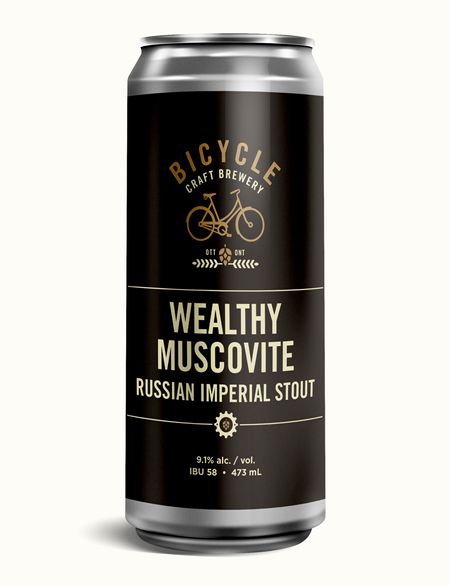 BICYCLE
CRAFT BREWERY
OTT ONT
WEALTHY
MUSCOVITE
RUSSIAN IMPERIAL STOUT
9.1% alc. / vol.
IBU 58 • 473 mL